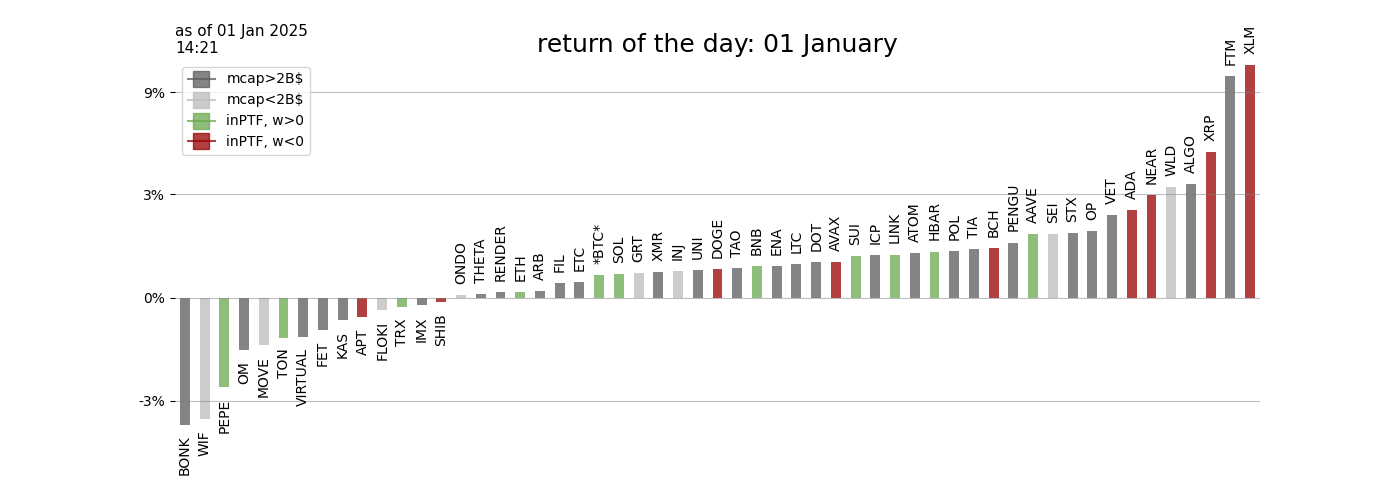 as of 01 Jan 2025
14:21
return of the day: 01 January
mcap>2B$
mcap<2B$
inPTF, w>0
inPTF, w<0
9%
3%
0%
-3%
BONK
WIF
PEPE
OM
MOVE
TON
VIRTUAL
FET
KAS
APT
FLOKI
TRX
IMX
SHIB
ONDO
THETA
RENDER
ETH
ARB
FIL
ETC
*BTC*
SOL
GRT
XMR
INJ
UNI
DOGE
TAO
BNB
ENA
LTC
DOT
AVAX
SUI
ICP
LINK
ATOM
HBAR
POL
TIA
BCH
PENGU
AAVE
SEI
STX
OP
VET
ADA
NEAR
WLD
ALGO
XRP
FTM
XLM